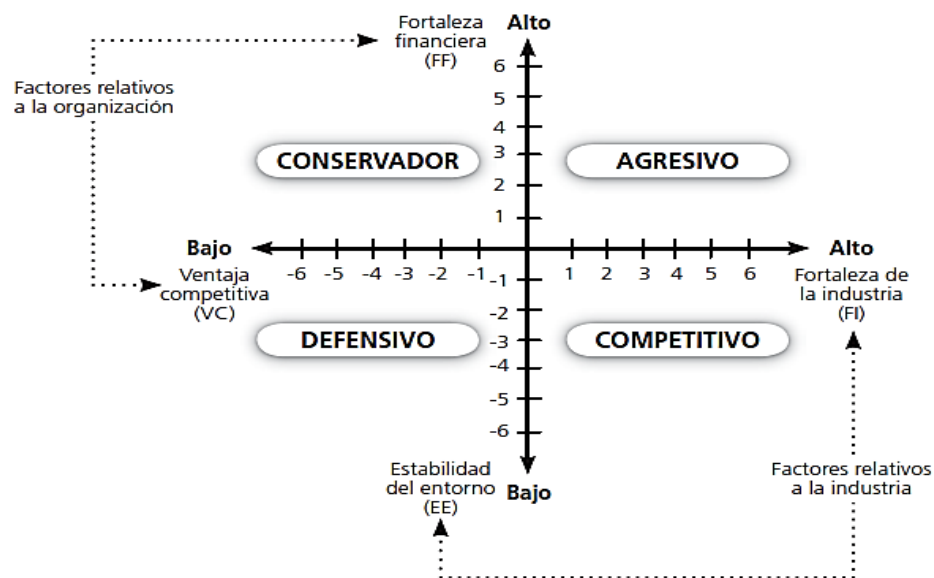 Fortaleza
financiera
(FF)
Alto
Factores relativos
a la organización
6
5
4
3
2
1
CONSERVADOR
AGRESIVO
Bajo
Alto
-6 -5 -4 -3 -2 -1
1 2 3 4 5 6
Ventaja
competitiva
(VC)
Fortaleza de
la industria
(FI)
-1
-2
-3
-4
-5
-6
DEFENSIVO
COMPETITIVO
Estabilidad
del entorno
(EE)
Bajo
Factores relativos
a la industria